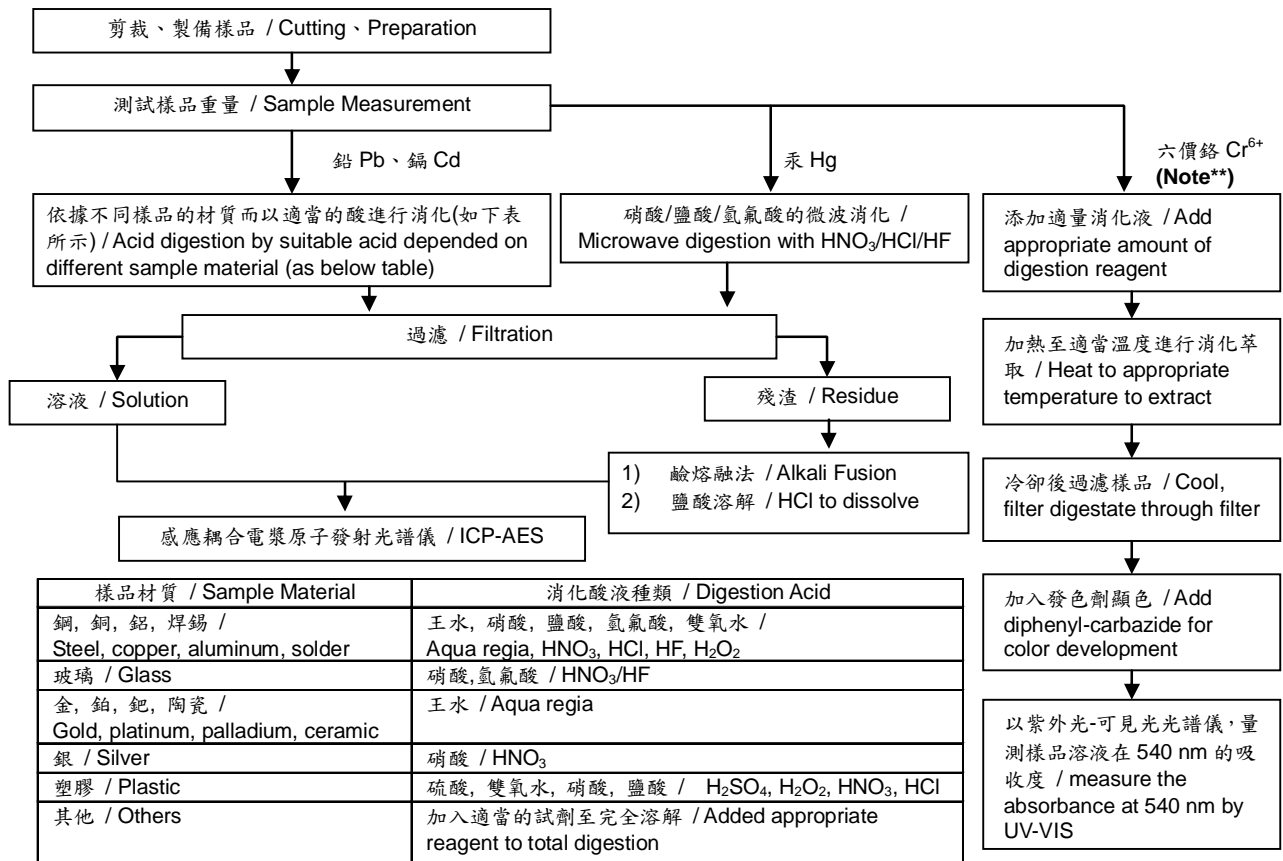 剪裁、製備樣品 / Cutting、Preparation
測試樣品重量 / Sample Measurement
鉛 Pb、鎘 Cd
汞 Hg
六價鉻 Cr⁶⁺
(Note**)
依據不同樣品的材質而以適當的酸進行消化(如下表
所示) / Acid digestion by suitable acid depended on
different sample material (as below table)
硝酸/鹽酸/氫氟酸的微波消化 /
Microwave digestion with HNO₃/HCl/HF
添加適量消化液 / Add
appropriate amount of
digestion reagent
過濾 / Filtration
加熱至適當溫度進行消化萃
取 / Heat to appropriate
temperature to extract
溶液 / Solution
殘渣 / Residue
1) 鹼熔融法 / Alkali Fusion
2) 鹽酸溶解 / HCl to dissolve
冷卻後過濾樣品 / Cool,
filter digestate through filter
感應耦合電漿原子發射光譜儀 / ICP-AES
加入發色劑顯色 / Add
diphenyl-carbazide for
color development
以紫外光-可見光光譜儀，量
測樣品溶液在 540 nm 的吸
收度 / measure the
absorbance at 540 nm by
UV-VIS
樣品材質 / Sample Material
消化酸液種類 / Digestion Acid
鋼, 銅, 鋁, 焊錫 /
Steel, copper, aluminum, solder
王水, 硝酸, 鹽酸, 氫氟酸, 雙氧水 /
Aqua regia, HNO₃, HCl, HF, H₂O₂
玻璃 / Glass
硝酸,氫氟酸 / HNO₃/HF
金, 鉑, 鈀, 陶瓷 /
Gold, platinum, palladium, ceramic
王水 / Aqua regia
銀 / Silver
硝酸 / HNO₃
塑膠 / Plastic
硫酸, 雙氧水, 硝酸, 鹽酸 / H₂SO₄, H₂O₂, HNO₃, HCl
其他 / Others
加入適當的試劑至完全溶解 / Added appropriate
reagent to total digestion